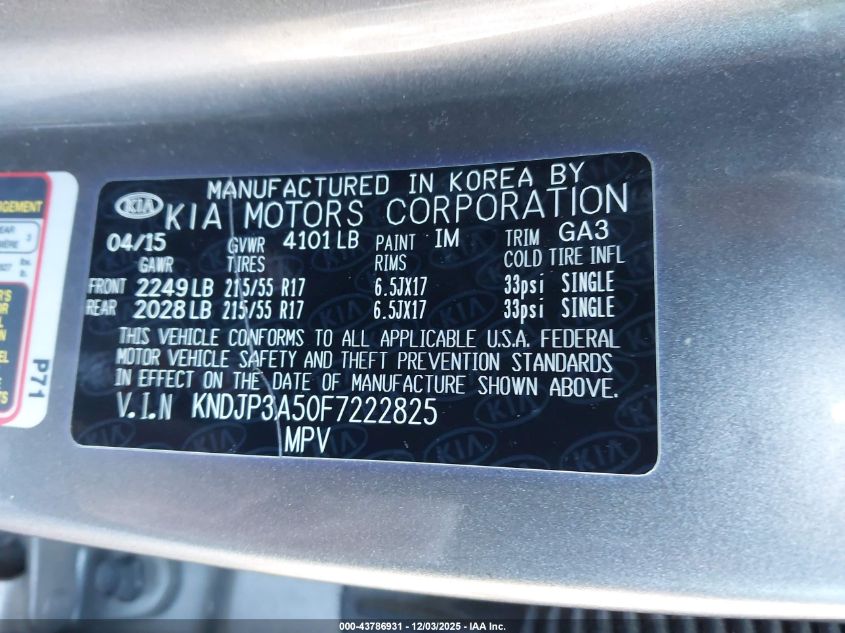 MANUFACTURED IN KOREA BY
KIA KIA MOTORS CORPORATION
04/15 GVWR 4101 LB PAINT IM TRIM GA3
GAWR TIRES RIMS COLD TIRE INFL
FRONT 2249 LB 215/55 R17 6.5JX17 33psi SINGLE
REAR 2028 LB 215/55 R17 6.5JX17 33psi SINGLE
THIS VEHICLE CONFORMS TO ALL APPLICABLE U.S.A. FEDERAL
MOTOR VEHICLE SAFETY AND THEFT PREVENTION STANDARDS
IN EFFECT ON THE DATE OF MANUFACTURE SHOWN ABOVE.
V.I.N KNDJP3A50F7222825
MPV
P71
000-43786931 - 12/03/2025 - IAA Inc.